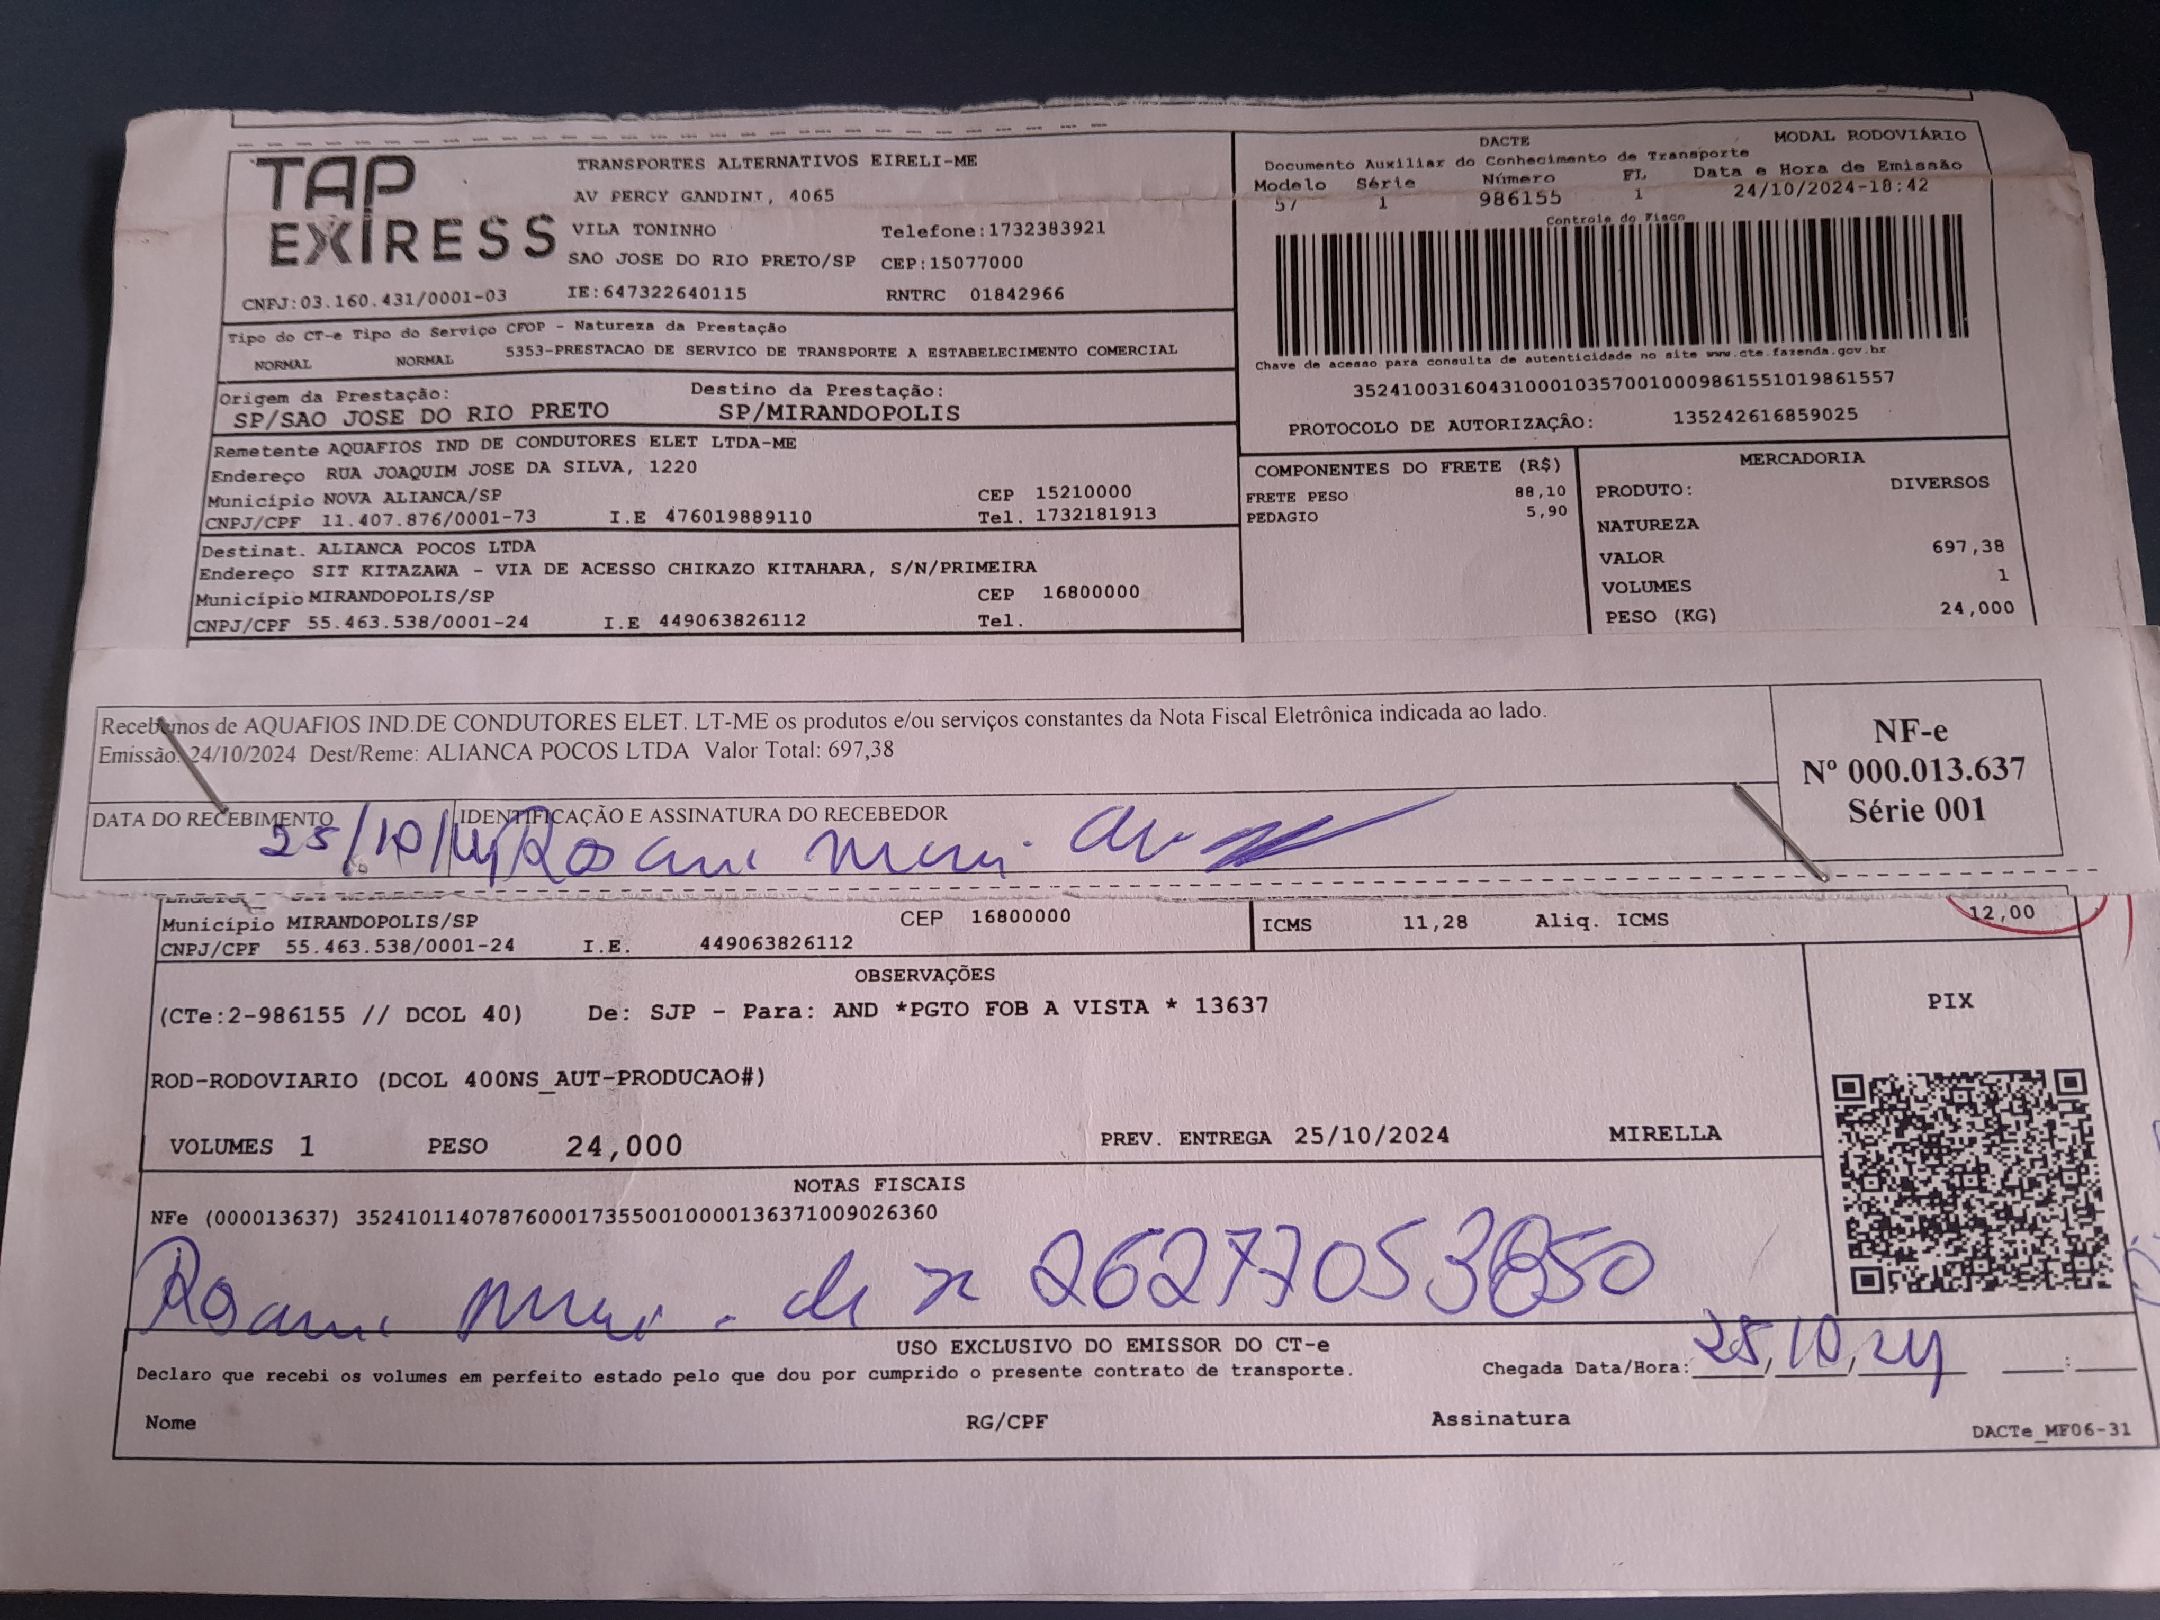 TAP
EXPRESS
TRANSPORTES ALTERNATIVOS EIRELI-ME
AV PERCY GANDINI, 4065
VILA TONINHO Telefone:1732383921
SAO JOSE DO RIO PRETO/SP CEP:15077000
CNPJ:03.160.431/0001-03 IE:647322640115 RNTRC 01842966
DACTE MODAL RODOVIÁRIO
Documento Auxiliar do Conhecimento de Transporte
Modelo Série Número FL Data e Hora de Emissão
57 1 986155 1 24/10/2024-18:42
Controle do Fisco
Chave de acesso para consulta de autenticidade no site www.cte.fazenda.gov.br
35241003160431000103570010009861551019861557
PROTOCOLO DE AUTORIZAÇÃO: 135242616859025
Tipo do CT-e Tipo do Serviço CFOP - Natureza da Prestação
NORMAL NORMAL 5353-PRESTACAO DE SERVICO DE TRANSPORTE A ESTABELECIMENTO COMERCIAL
Origem da Prestação: Destino da Prestação:
SP/SAO JOSE DO RIO PRETO SP/MIRANDOPOLIS
Remetente AQUAFIOS IND DE CONDUTORES ELET LTDA-ME
Endereço RUA JOAQUIM JOSE DA SILVA, 1220
Município NOVA ALIANCA/SP CEP 15210000
CNPJ/CPF 11.407.876/0001-73 I.E 476019889110 Tel. 1732181913
Destinat. ALIANCA POCOS LTDA
Endereço SIT KITAZAWA - VIA DE ACESSO CHIKAZO KITAHARA, S/N/PRIMEIRA
Município MIRANDOPOLIS/SP CEP 16800000
CNPJ/CPF 55.463.538/0001-24 I.E 449063826112 Tel.
COMPONENTES DO FRETE (R$)
FRETE PESO 88,10
PEDAGIO 5,90
MERCADORIA
PRODUTO: DIVERSOS
NATUREZA
VALOR 697,38
VOLUMES 1
PESO (KG) 24,000
Recebemos de AQUAFIOS IND.DE CONDUTORES ELET. LT-ME os produtos e/ou serviços constantes da Nota Fiscal Eletrônica indicada ao lado.
Emissão: 24/10/2024 Dest/Reme: ALIANCA POCOS LTDA Valor Total: 697,38
DATA DO RECEBIMENTO IDENTIFICAÇÃO E ASSINATURA DO RECEBEDOR
25/10/24
NF-e
Nº 000.013.637
Série 001
Município MIRANDOPOLIS/SP CEP 16800000
CNPJ/CPF 55.463.538/0001-24 I.E. 449063826112
ICMS 11,28 Aliq. ICMS 12,00
OBSERVAÇÕES
(CTe:2-986155 // DCOL 40) De: SJP - Para: AND *PGTO FOB A VISTA * 13637
ROD-RODOVIARIO (DCOL 400NS_AUT-PRODUCAO#)
VOLUMES 1 PESO 24,000 PREV. ENTREGA 25/10/2024 MIRELLA
PIX
NOTAS FISCAIS
NFe (000013637) 35241011407876000173550010000136371009026360
USO EXCLUSIVO DO EMISSOR DO CT-e
Declaro que recebi os volumes em perfeito estado pelo que dou por cumprido o presente contrato de transporte. Chegada Data/Hora: 25/10/24 :
Nome RG/CPF Assinatura
DACTe_MF06-31